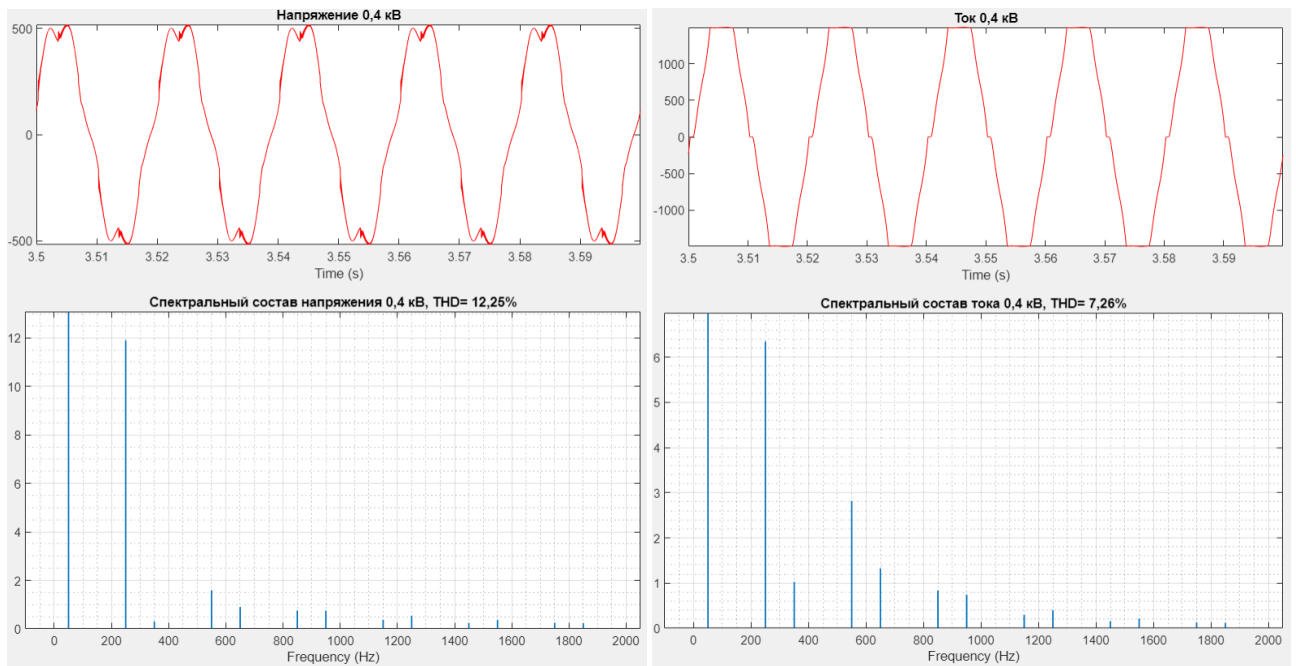 Напряжение 0,4 кВ
500
0
-500
3.5 3.51 3.52 3.53 3.54 3.55 3.56 3.57 3.58 3.59
Time (s)
Ток 0,4 кВ
1000
500
0
-500
-1000
3.5 3.51 3.52 3.53 3.54 3.55 3.56 3.57 3.58 3.59
Time (s)
Спектральный состав напряжения 0,4 кВ, THD= 12,25%
12
10
8
6
4
2
0
0 200 400 600 800 1000 1200 1400 1600 1800 2000
Frequency (Hz)
Спектральный состав тока 0,4 кВ, THD= 7,26%
6
5
4
3
2
1
0
0 200 400 600 800 1000 1200 1400 1600 1800 2000
Frequency (Hz)